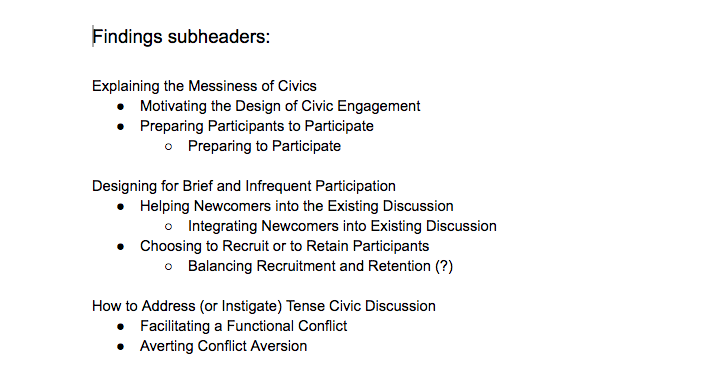 Findings subheaders:
Explaining the Messiness of Civics
● Motivating the Design of Civic Engagement
● Preparing Participants to Participate
○ Preparing to Participate
Designing for Brief and Infrequent Participation
● Helping Newcomers into the Existing Discussion
○ Integrating Newcomers into Existing Discussion
● Choosing to Recruit or to Retain Participants
○ Balancing Recruitment and Retention (?)
How to Address (or Instigate) Tense Civic Discussion
● Facilitating a Functional Conflict
● Averting Conflict Aversion